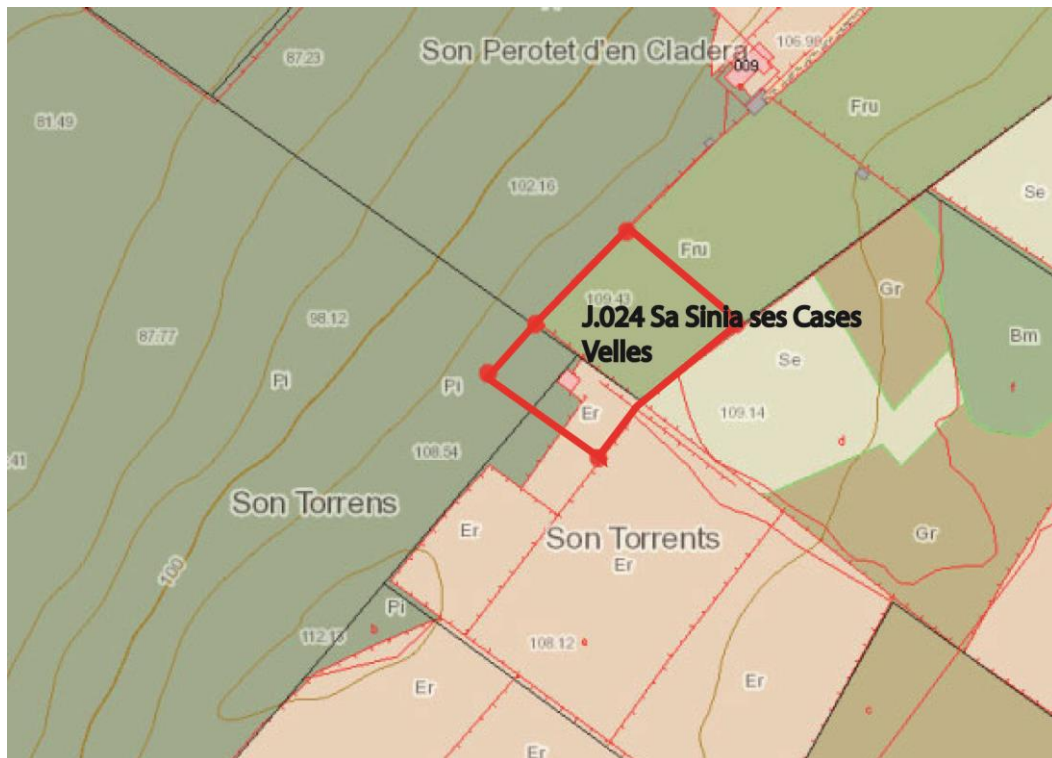 Son Perotet d'en Cladera
106.98
009
87.23
Fru
81.49
102.16
Se
Fru
Gr
109.43
J.024 Sa Sinia ses Cases
Velles
98.12
87.77
Bm
Se
Pi
Pi
f
Er
109.14
d
108.54
.41
Son Torrens
Er
Son Torrents
Gr
Er
100
Pi
b
112.13
108.12
e
Er
Er
c
Er